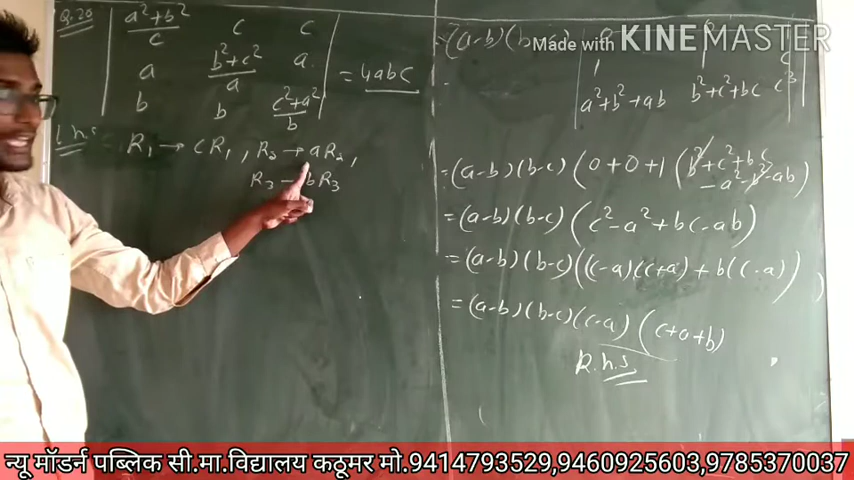 Q.20
a²+b²/c c c
a b²+c²/a a = 4abc
b b c²+a²/b
L.h.s = R₁ → cR₁, R₂ → aR₂,
R₃ → bR₃
=(a-b)(b-c)
Made with KINEMASTER
a²+b²+ab b²+c²+bc c³
=(a-b)(b-c)(0+0+1(b²+c²+bc
-a²-b²-ab)
=(a-b)(b-c)(c²-a²+bc-ab)
=(a-b)(b-c)((c-a)(c+a)+b(c-a))
=(a-b)(b-c)(c-a)(c+a+b)
R.h.s
न्यू मॉडर्न पब्लिक सी.मा.विद्यालय कठूमर मो.9414793529,9460925603,9785370037